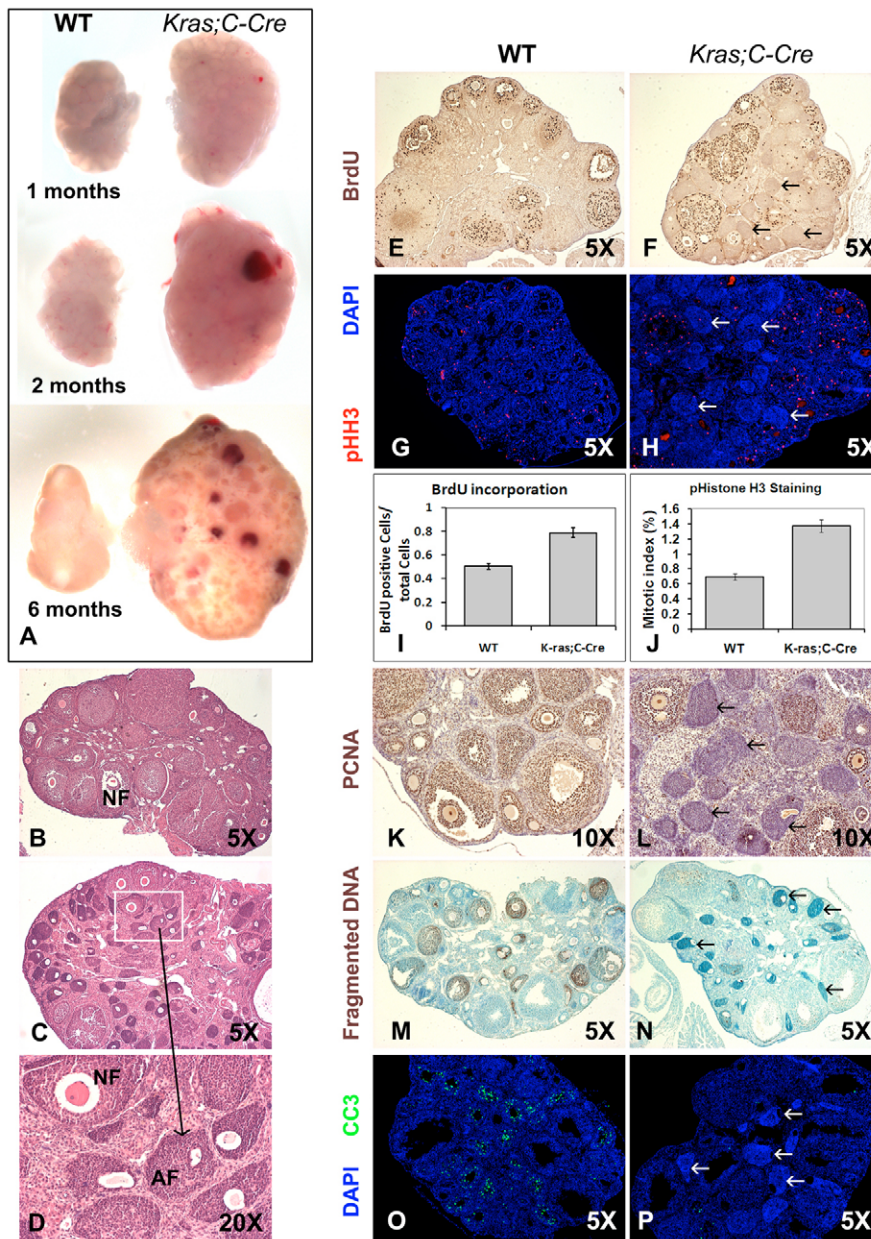 WT Kras;C-Cre
1 months
2 months
6 months
A
NF
B 5X
C 5X
NF
AF
D 20X
WT Kras;C-Cre
BrdU
E 5X
F 5X
pHH3 DAPI
G 5X
H 5X
BrdU incorporation
BrdU positive Cells/
total Cells
1
0.8
0.6
0.4
0.2
0
I
WT K-ras;C-Cre
pHistone H3 Staining
Mitotic index (%)
1.6
1.4
1.2
1
0.8
0.6
0.4
0.2
0
J
WT K-ras;C-Cre
PCNA
K 10X
L 10X
Fragmented DNA
M 5X
N 5X
DAPI CC3
O 5X
P 5X